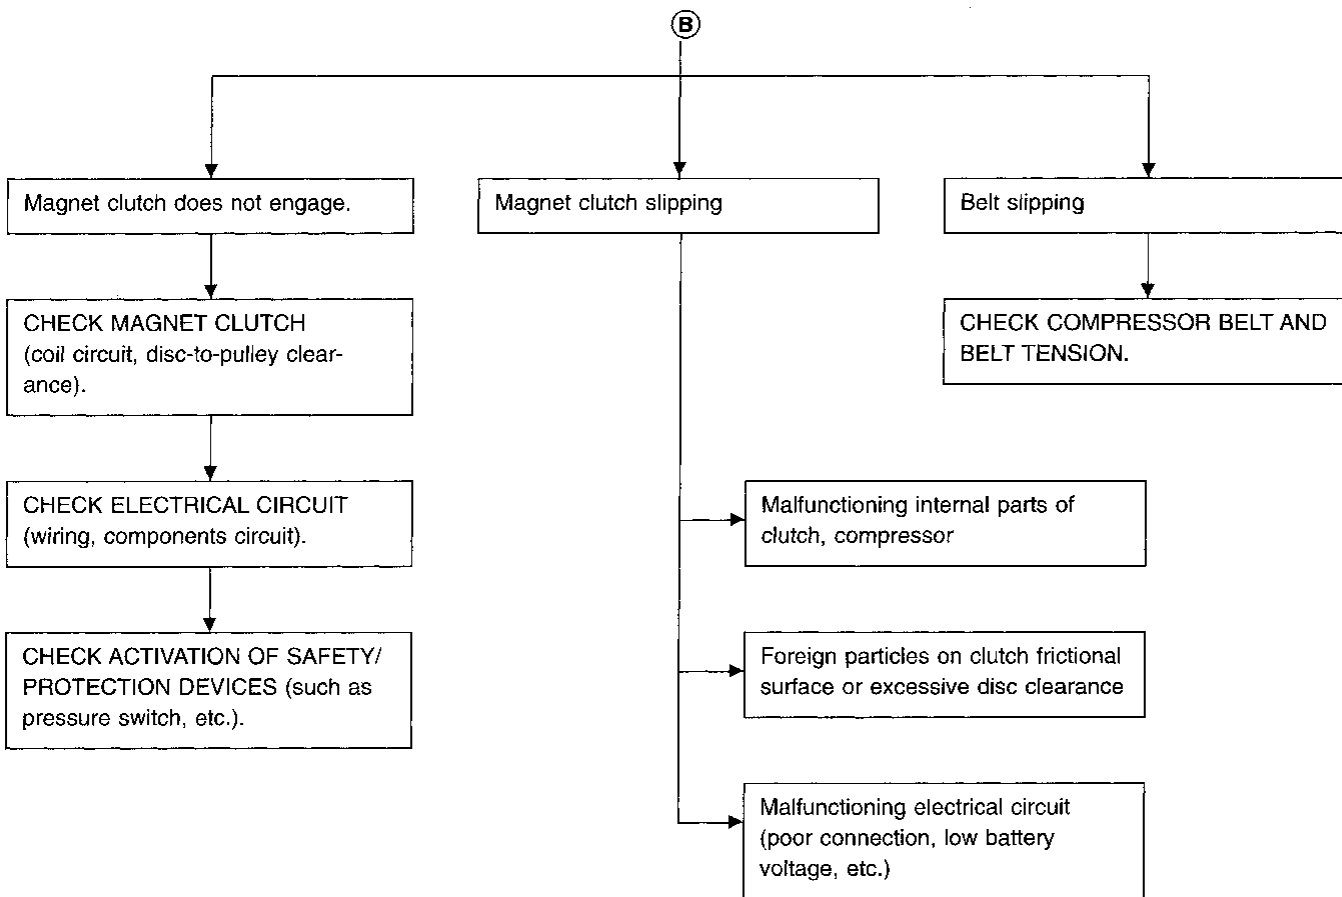 B
Magnet clutch does not engage.
Magnet clutch slipping
Belt slipping
CHECK MAGNET CLUTCH
(coil circuit, disc-to-pulley clear-
ance).
CHECK COMPRESSOR BELT AND
BELT TENSION.
CHECK ELECTRICAL CIRCUIT
(wiring, components circuit).
Malfunctioning internal parts of
clutch, compressor
CHECK ACTIVATION OF SAFETY/
PROTECTION DEVICES (such as
pressure switch, etc.).
Foreign particles on clutch frictional
surface or excessive disc clearance
Malfunctioning electrical circuit
(poor connection, low battery
voltage, etc.)